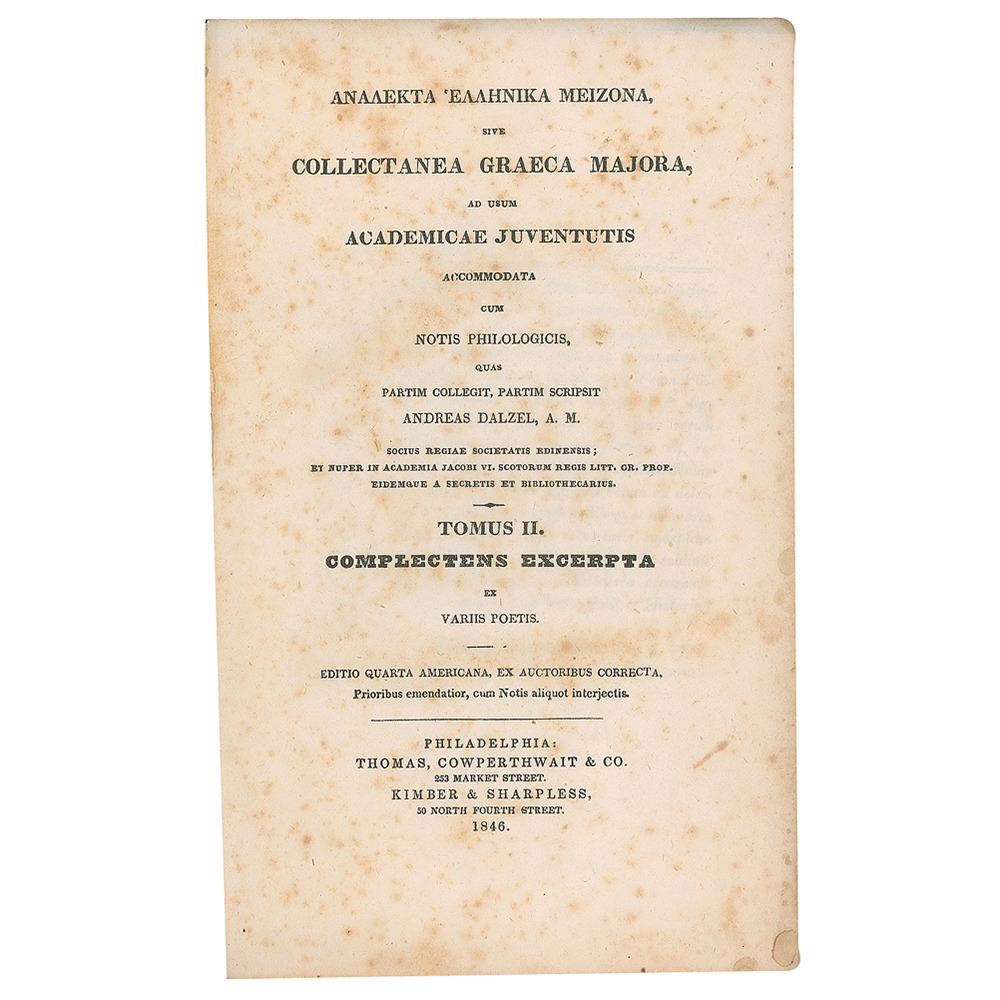 ΑΝΑΛΕΚΤΑ ῾ΕΛΛΗΝΙΚΑ ΜΕΙΖΟΝΑ,
SIVE
COLLECTANEA GRAECA MAJORA,
AD USUM
ACADEMICAE JUVENTUTIS
ACCOMMODATA
CUM
NOTIS PHILOLOGICIS,
QUAS
PARTIM COLLEGIT, PARTIM SCRIPSIT
ANDREAS DALZEL, A. M.
SOCIUS REGIAE SOCIETATIS EDINENSIS ;
ET NUPER IN ACADEMIA JACOBI VI. SCOTORUM REGIS LITT. GR. PROF.
EIDEMQUE A SECRETIS ET BIBLIOTHECARIUS.
TOMUS II.
COMPLECTENS EXCERPTA
EX
VARIIS POETIS.
EDITIO QUARTA AMERICANA, EX AUCTORIBUS CORRECTA,
Prioribus emendatior, cum Notis aliquot interjectis.
PHILADELPHIA:
THOMAS, COWPERTHWAIT & CO.
253 MARKET STREET.
KIMBER & SHARPLESS,
50 NORTH FOURTH STREET.
1846.